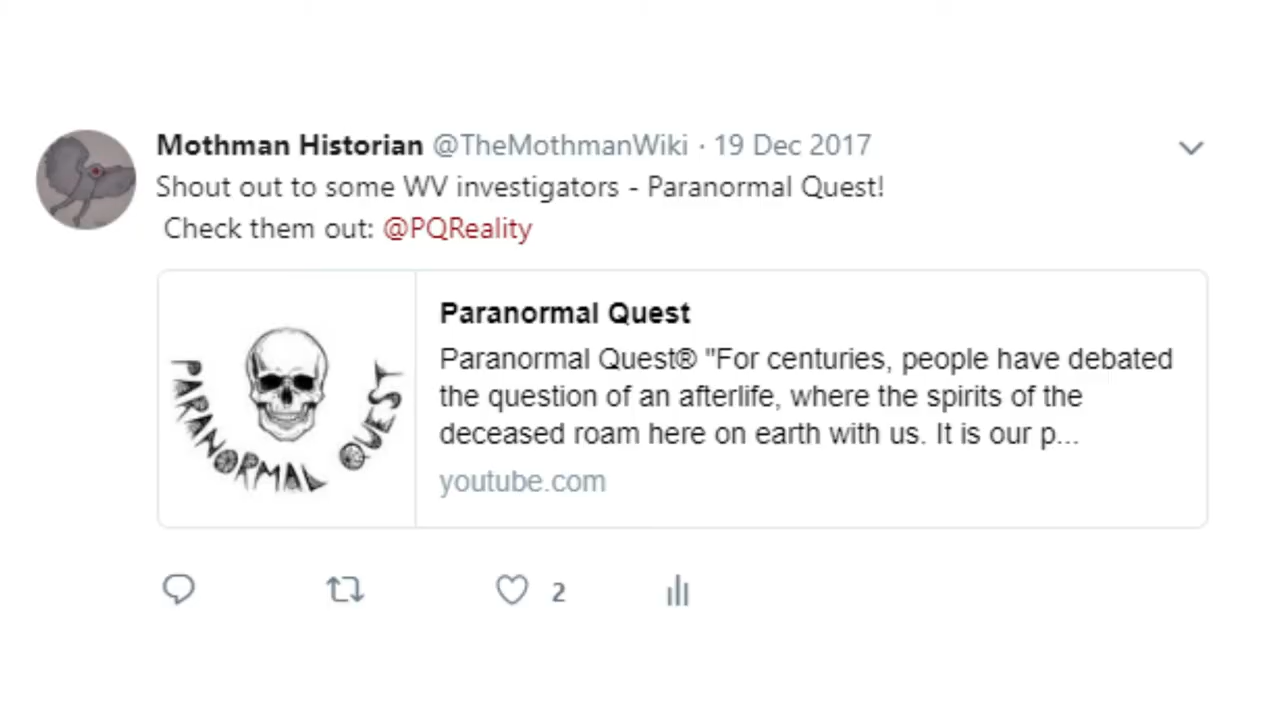 Mothman Historian @TheMothmanWiki · 19 Dec 2017
Shout out to some WV investigators - Paranormal Quest!
Check them out: @PQReality
PARANORMAL QUEST
Paranormal Quest
Paranormal Quest® "For centuries, people have debated
the question of an afterlife, where the spirits of the
deceased roam here on earth with us. It is our p...
youtube.com
2